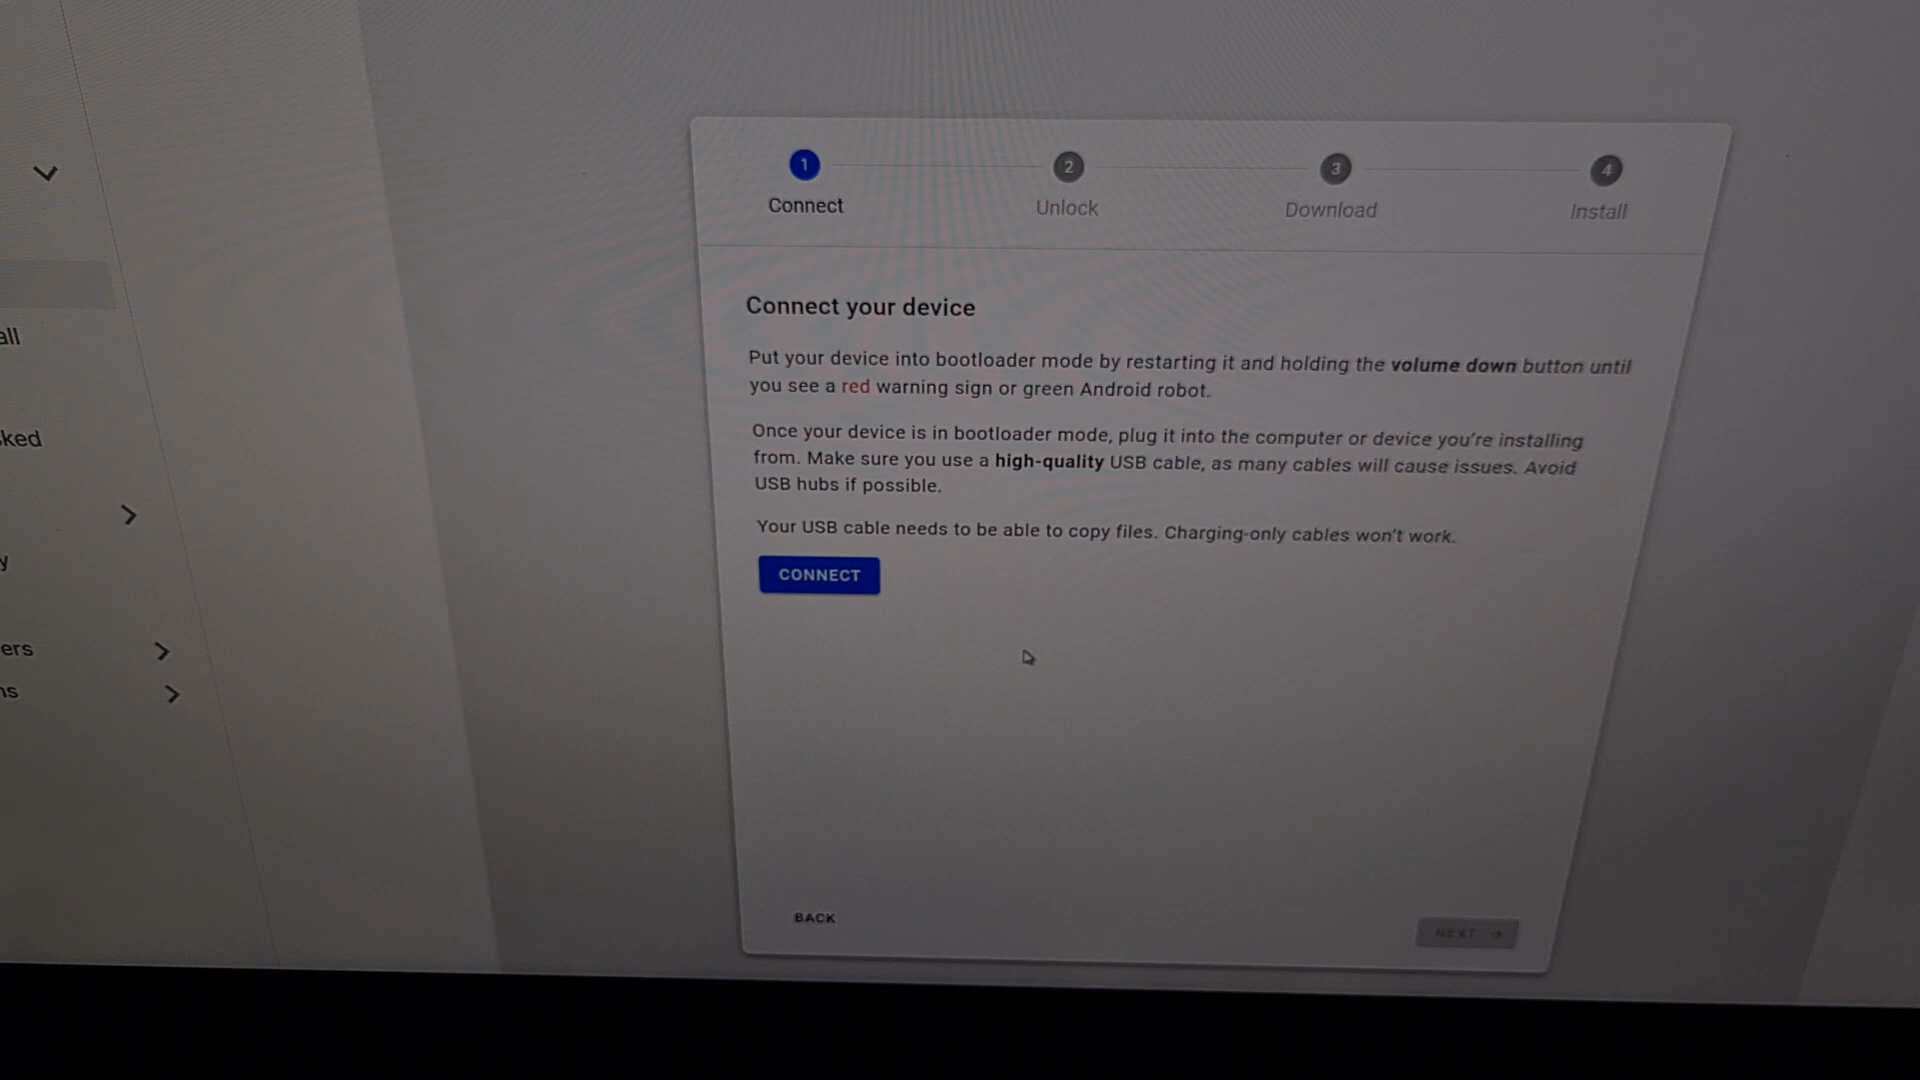 1
2
3
4
Connect
Unlock
Download
Install
Connect your device
Put your device into bootloader mode by restarting it and holding the volume down button until
you see a red warning sign or green Android robot.
Once your device is in bootloader mode, plug it into the computer or device you're installing
from. Make sure you use a high-quality USB cable, as many cables will cause issues. Avoid
USB hubs if possible.
Your USB cable needs to be able to copy files. Charging-only cables won't work.
CONNECT
BACK
NEXT